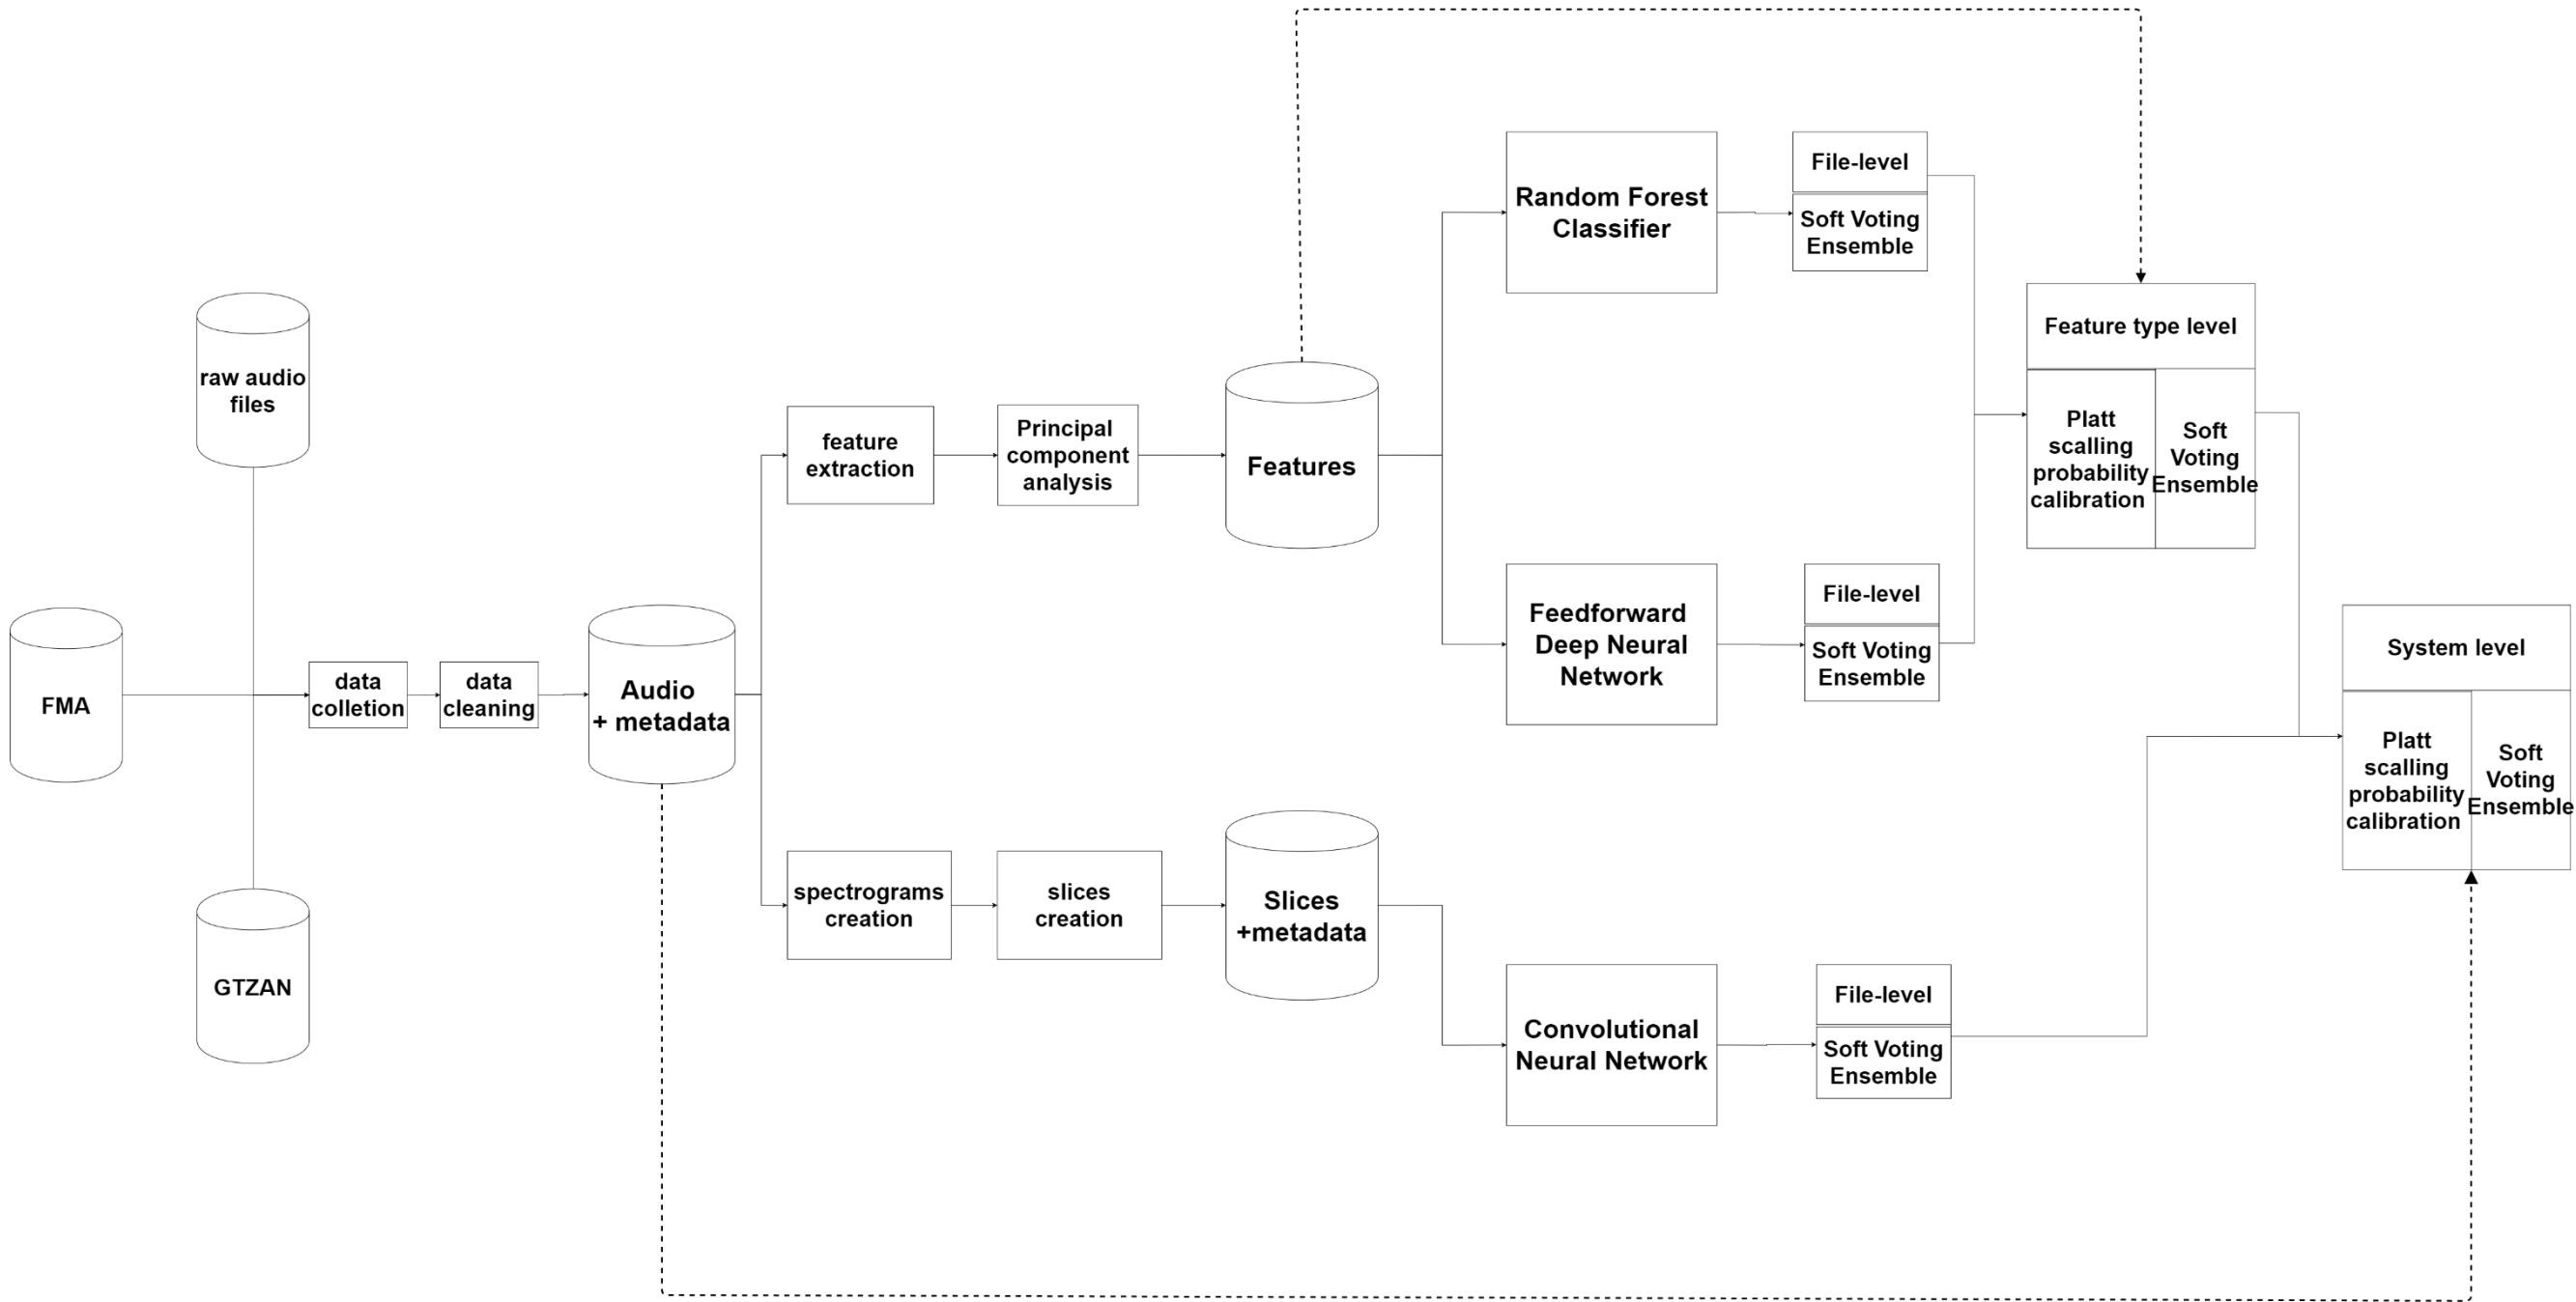 raw audio
files
FMA
GTZAN
data
colletion
data
cleaning
Audio
+ metadata
feature
extraction
Principal
component
analysis
Features
spectrograms
creation
slices
creation
Slices
+metadata
Random Forest
Classifier
File-level
Soft Voting
Ensemble
Feedforward
Deep Neural
Network
File-level
Soft Voting
Ensemble
Convolutional
Neural Network
File-level
Soft Voting
Ensemble
Feature type level
Platt
scalling
probability
calibration
Soft
Voting
Ensemble
System level
Platt
scalling
probability
calibration
Soft
Voting
Ensemble